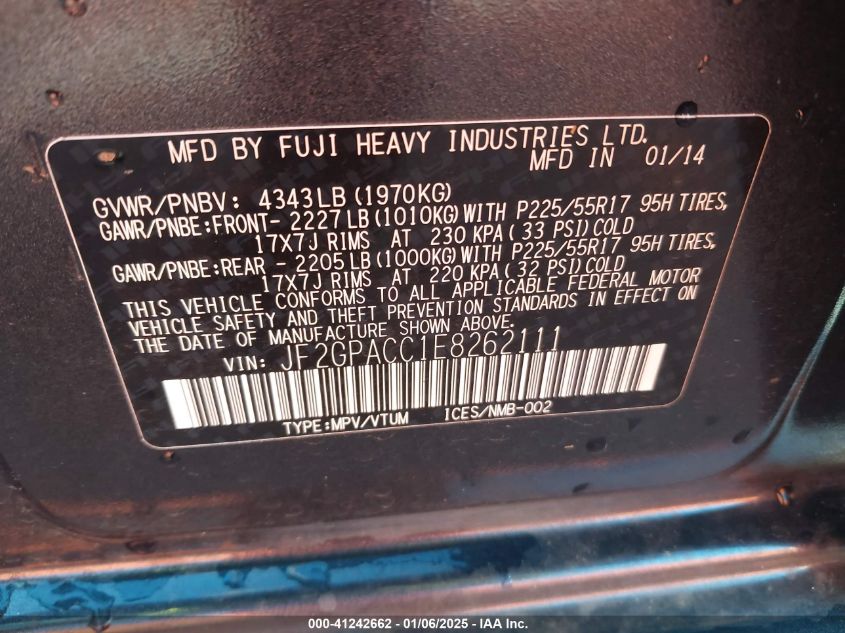 MFD BY FUJI HEAVY INDUSTRIES LTD.
MFD IN 01/14
GVWR/PNBV: 4343LB(1970KG)
GAWR/PNBE:FRONT- 2227LB(1010KG)WITH P225/55R17 95H TIRES,
17X7J RIMS AT 230 KPA(33 PSI)COLD
GAWR/PNBE:REAR - 2205LB(1000KG)WITH P225/55R17 95H TIRES,
17X7J RIMS AT 220 KPA(32 PSI)COLD
THIS VEHICLE CONFORMS TO ALL APPLICABLE FEDERAL MOTOR
VEHICLE SAFETY AND THEFT PREVENTION STANDARDS IN EFFECT ON
THE DATE OF MANUFACTURE SHOWN ABOVE.
VIN: JF2GPACC1E8262111
TYPE:MPV/VTUM ICES/NMB-002
000-41242662 - 01/06/2025 - IAA Inc.